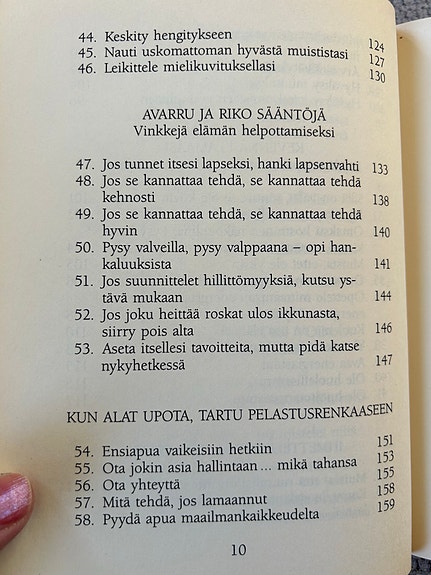 44. Keskity hengitykseen 124
45. Nauti uskomattoman hyvästä muististasi 127
46. Leikittele mielikuvituksellasi 130
AVARRU JA RIKO SÄÄNTÖJÄ
Vinkkejä elämän helpottamiseksi
47. Jos tunnet itsesi lapseksi, hanki lapsenvahti 133
48. Jos se kannattaa tehdä, se kannattaa tehdä
kehnosti 138
49. Jos se kannattaa tehdä, se kannattaa tehdä
hyvin 140
50. Pysy valveilla, pysy valppaana – opi han-
kaluuksista 141
51. Jos suunnittelet hillittömyyksiä, kutsu ys-
tävä mukaan 144
52. Jos joku heittää roskat ulos ikkunasta,
siirry pois alta 146
53. Aseta itsellesi tavoitteita, mutta pidä katse
nykyhetkessä 147
KUN ALAT UPOTA, TARTU PELASTUSRENKAASEEN
54. Ensiapua vaikeisiin hetkiin 151
55. Ota jokin asia hallintaan ... mikä tahansa 153
56. Ota yhteyttä 155
57. Mitä tehdä, jos lamaannut 158
58. Pyydä apua maailmankaikkeudelta 159
10